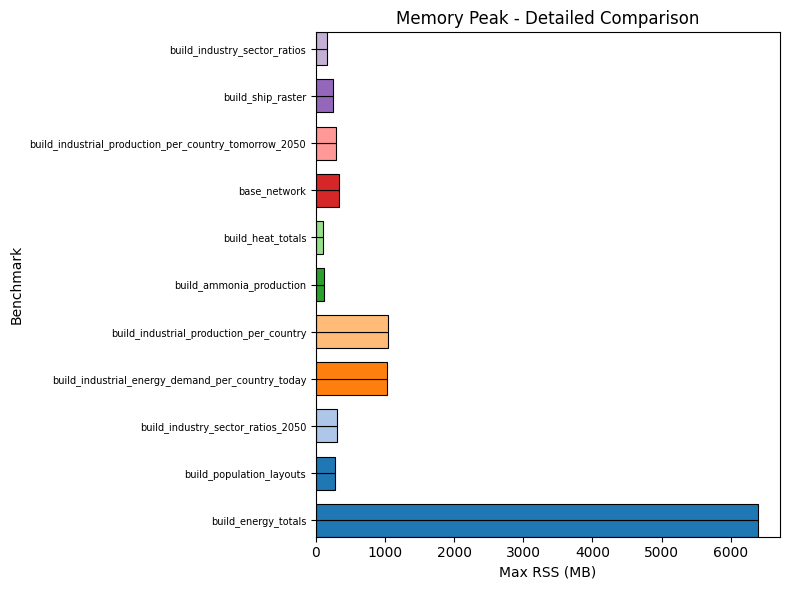 Memory Peak - Detailed Comparison
build_industry_sector_ratios
build_ship_raster
build_industrial_production_per_country_tomorrow_2050
base_network
build_heat_totals
build_ammonia_production
build_industrial_production_per_country
build_industrial_energy_demand_per_country_today
build_industry_sector_ratios_2050
build_population_layouts
build_energy_totals
Benchmark
0 1000 2000 3000 4000 5000 6000
Max RSS (MB)